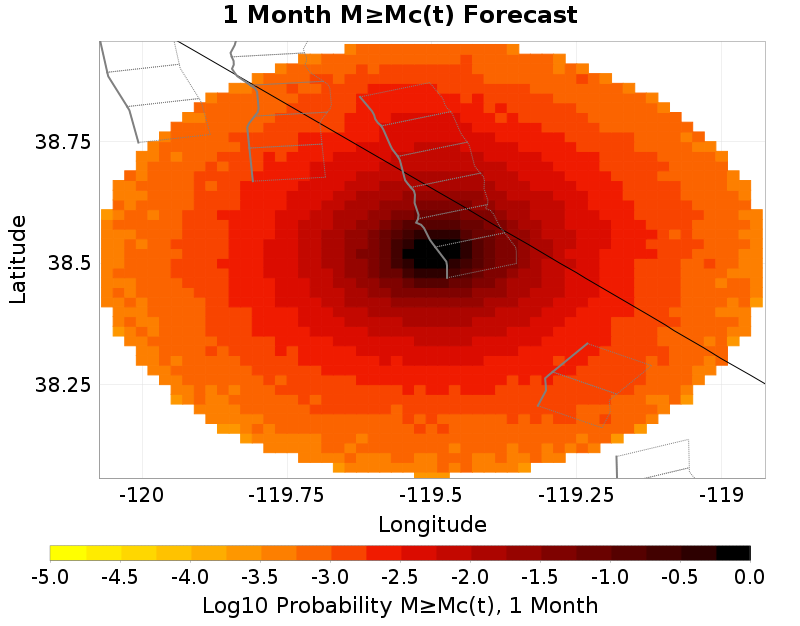 1 Month M≥Mc(t) Forecast
Latitude
38.75
38.5
38.25
-120 -119.75 -119.5 -119.25 -119
Longitude
-5.0 -4.5 -4.0 -3.5 -3.0 -2.5 -2.0 -1.5 -1.0 -0.5 0.0
Log10 Probability M≥Mc(t), 1 Month